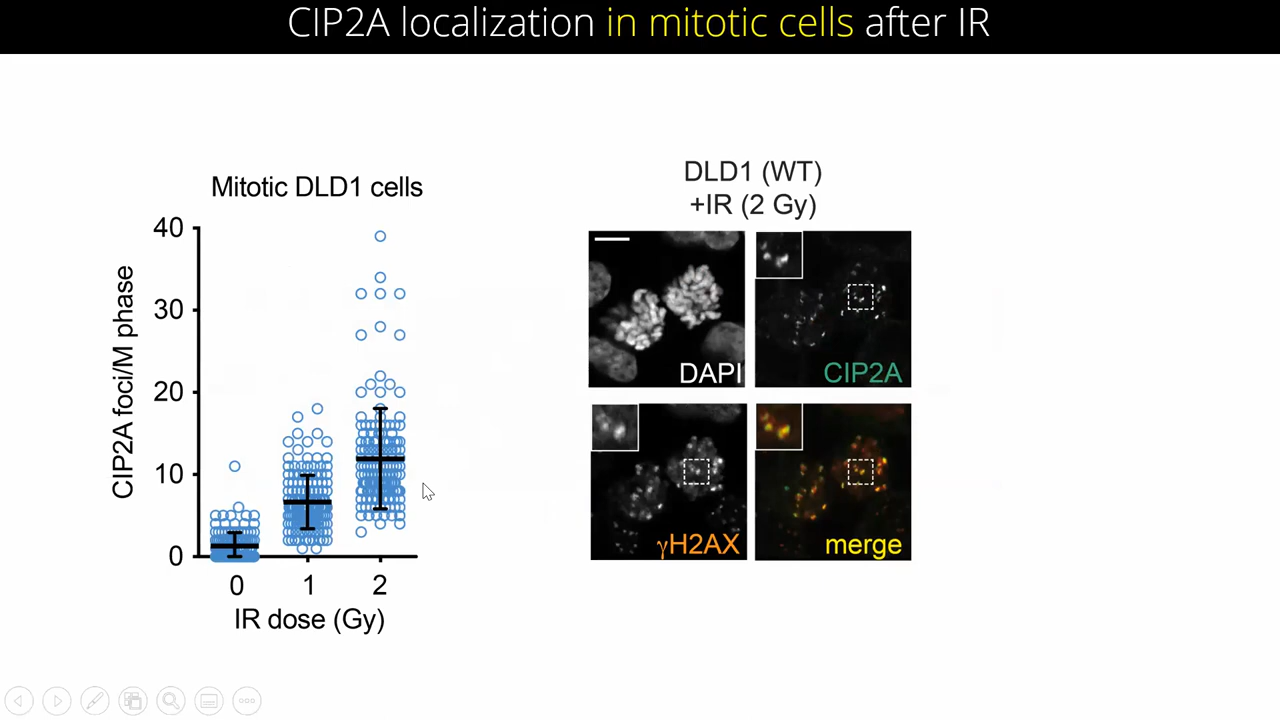 CIP2A localization in mitotic cells after IR
Mitotic DLD1 cells
40
30
20
10
0
CIP2A foci/M phase
0 1 2
IR dose (Gy)
DLD1 (WT)
+IR (2 Gy)
DAPI
CIP2A
γH2AX
merge